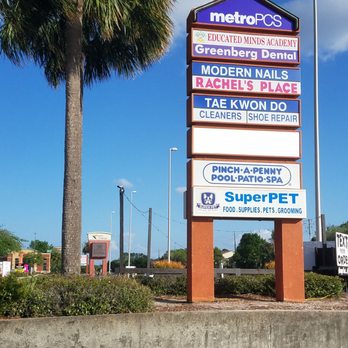 metroPCS
EDUCATED MINDS ACADEMY
Greenberg Dental
MODERN NAILS
RACHEL'S PLACE
TAE KWON DO
CLEANERS SHOE REPAIR
PINCH·A·PENNY
POOL·PATIO·SPA
SuperPET
FOOD. SUPPLIES. PETS. GROOMING
TEXT